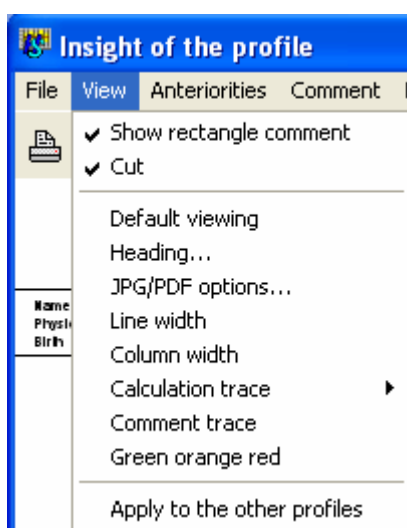 Insight of the profile
File View Anteriorities Comment
Show rectangle comment
Cut
Default viewing
Heading...
JPG/PDF options...
Name
Line width
Physi
Birth
Column width
Calculation trace
Comment trace
Green orange red
Apply to the other profiles